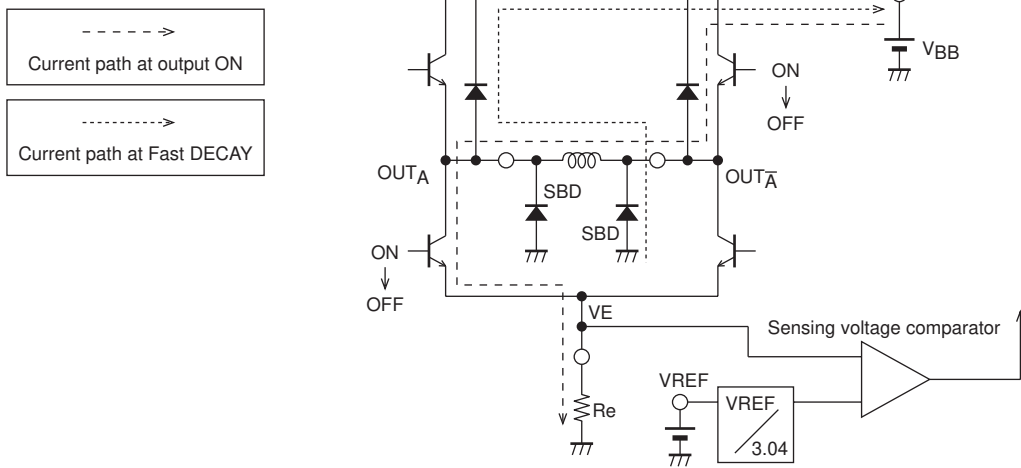 Current path at output ON
Current path at Fast DECAY
VBB
ON
OFF
OUTA
OUTA̅
SBD
SBD
ON
OFF
VE
Sensing voltage comparator
VREF
Re
VREF
3.04